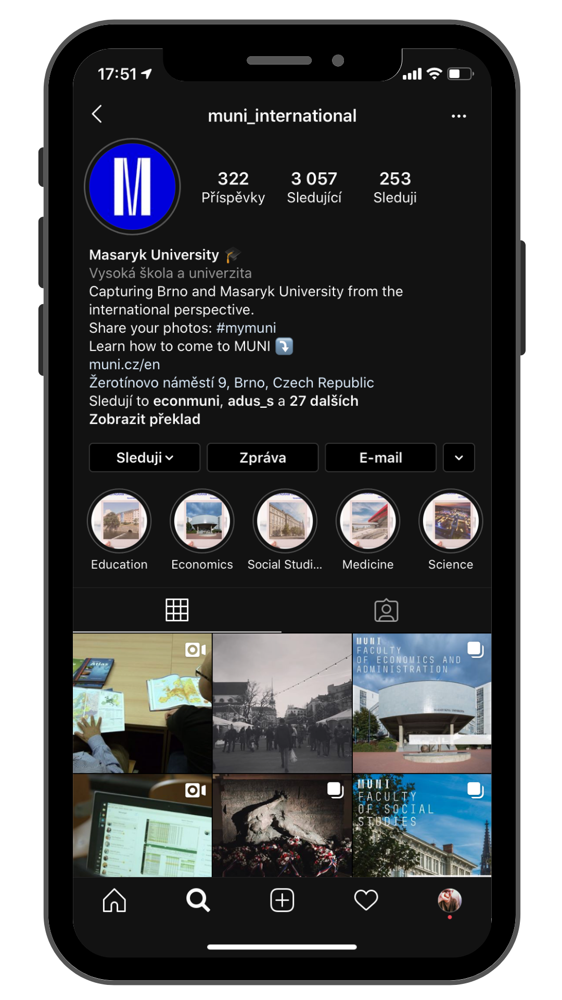 17:51
muni_international
M
322
3 057
253
Příspěvky
Sledující
Sleduji
Masaryk University
Vysoká škola a univerzita
Capturing Brno and Masaryk University from the
international perspective.
Share your photos: #mymuni
Learn how to come to MUNI
muni.cz/en
Žerotínovo náměstí 9, Brno, Czech Republic
Sledují to econmuni, adus_s a 27 dalších
Zobrazit překlad
Sleduji
Zpráva
E-mail
Education
Economics
Social Studi...
Medicine
Science
Atlas
MUNI
FACULTY
OF ECONOMICS AND
ADMINISTRATION
MUNI
FACULTY
OF SOCIAL
STUDIES